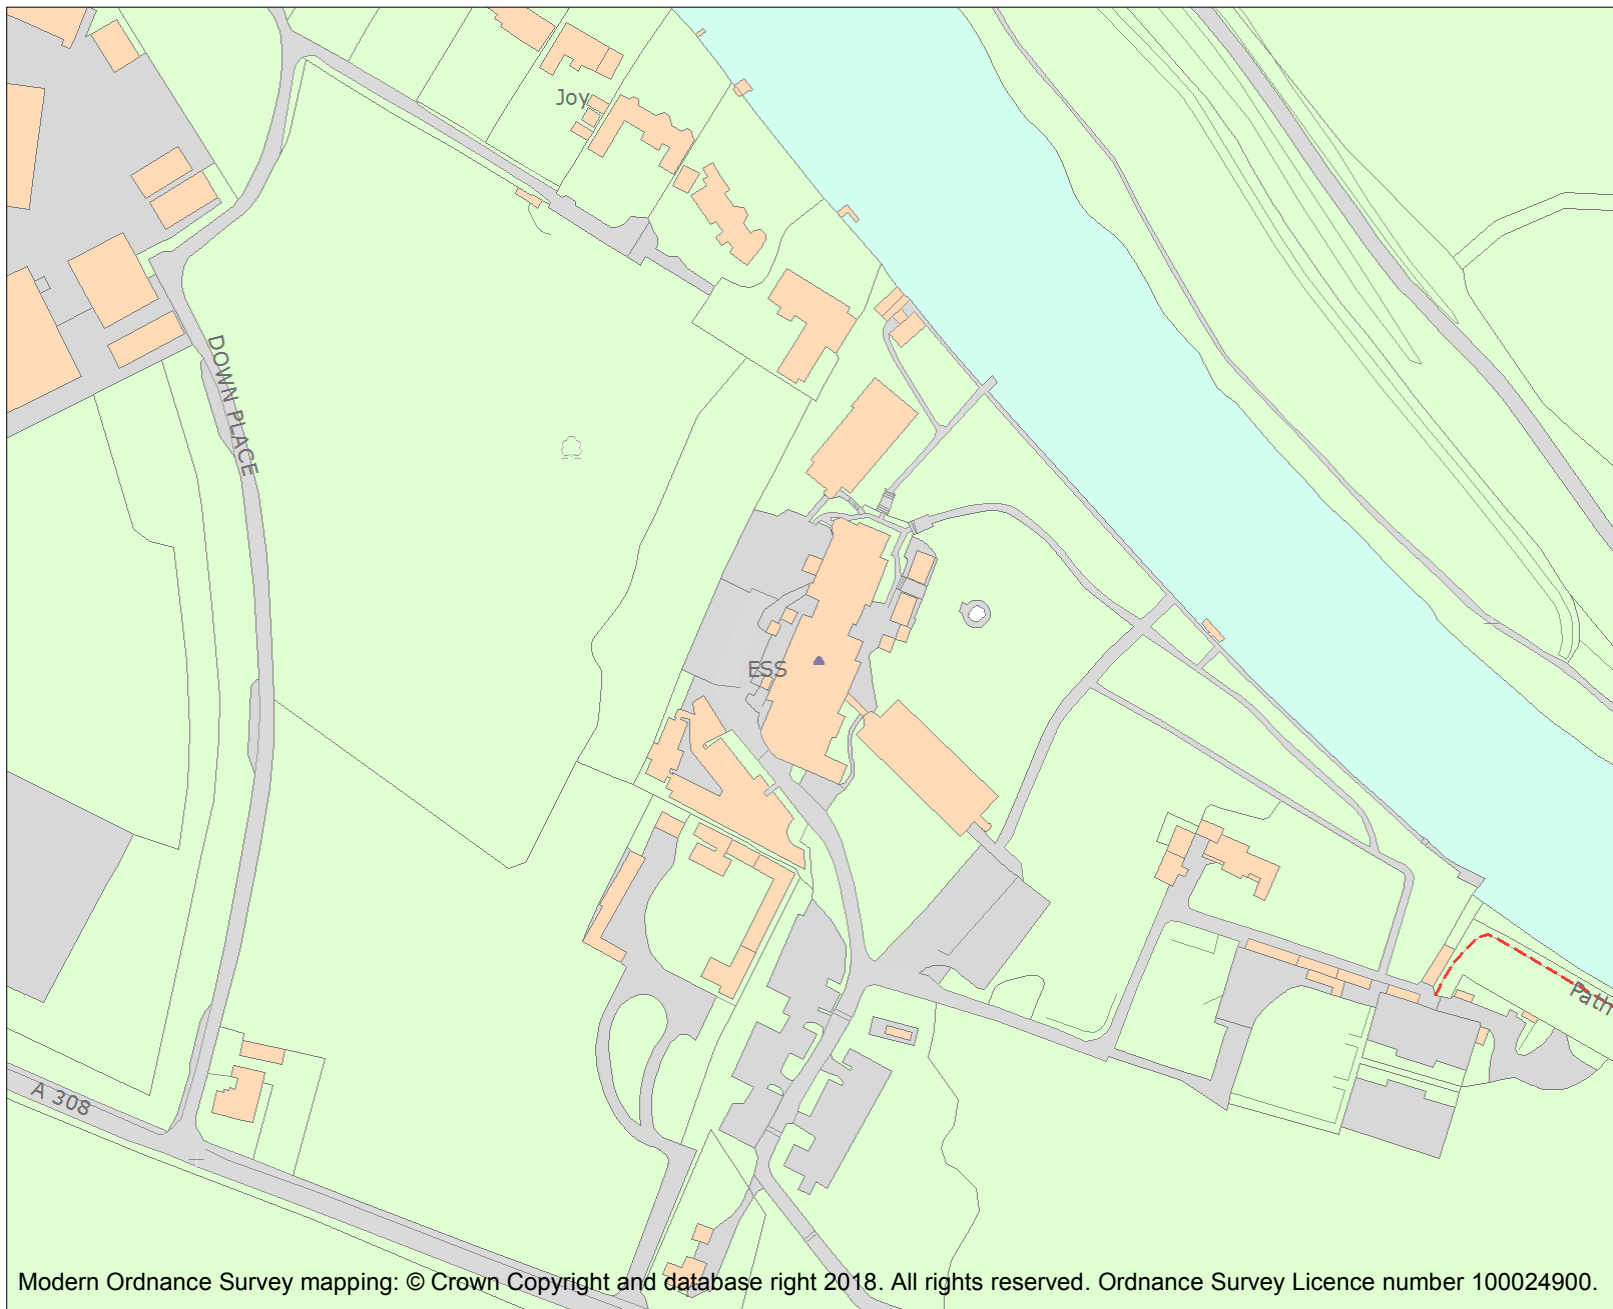 Joy
DOWN PLACE
ESS
Path
A 308
Modern Ordnance Survey mapping: © Crown Copyright and database right 2018. All rights reserved. Ordnance Survey Licence number 100024900.